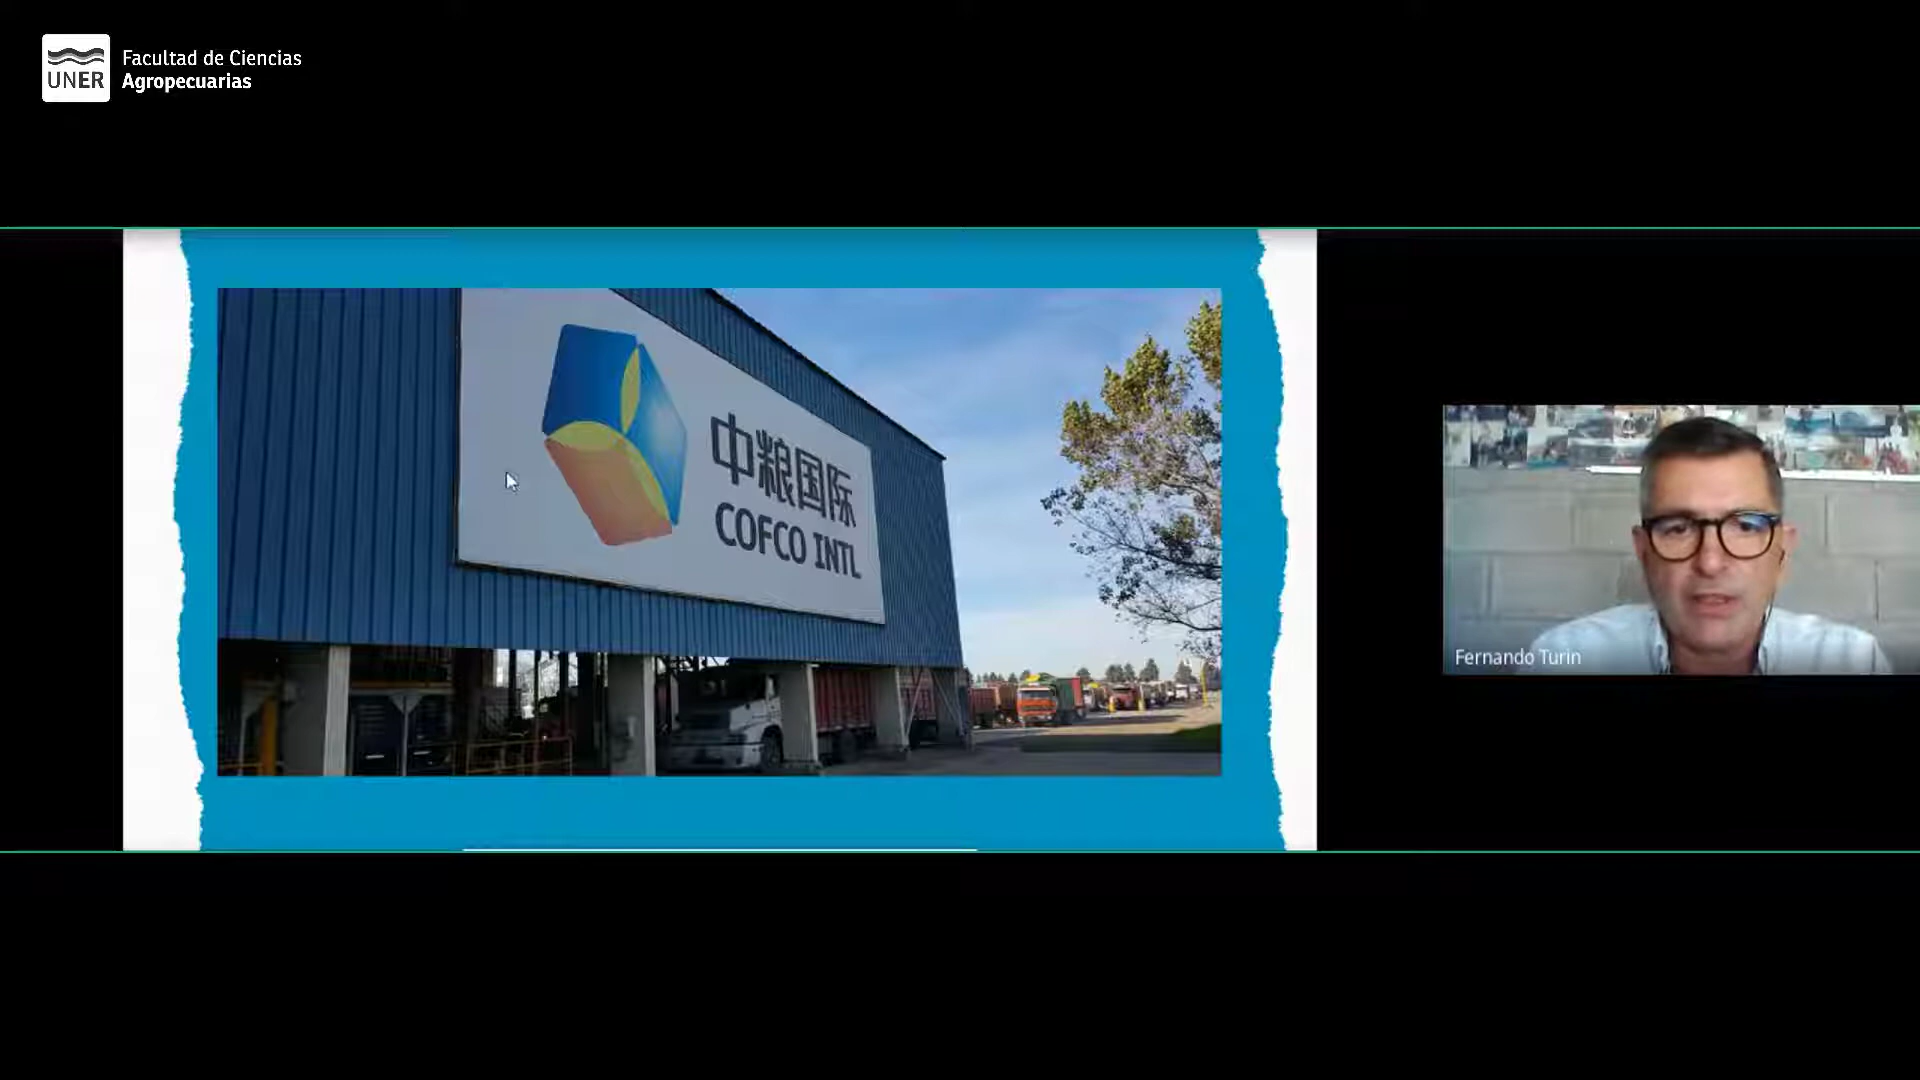 UNER
Facultad de Ciencias
Agropecuarias
中粮国际
COFCO INTL
Fernando Turin